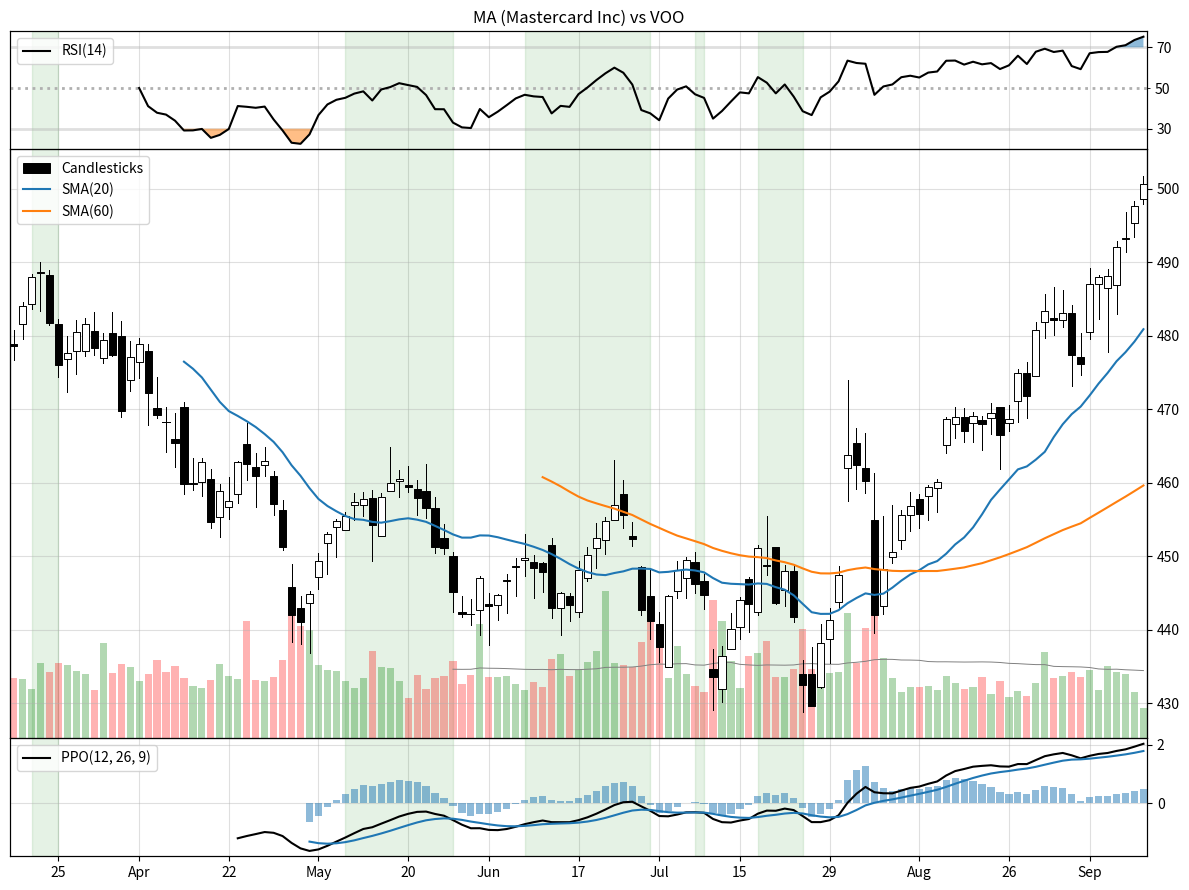 MA (Mastercard Inc) vs VOO
RSI(14)
70
50
30
Candlesticks
SMA(20)
SMA(60)
500
490
480
470
460
450
440
430
PPO(12, 26, 9)
2
0
25 Apr 22 May 20 Jun 17 Jul 15 29 Aug 26 Sep